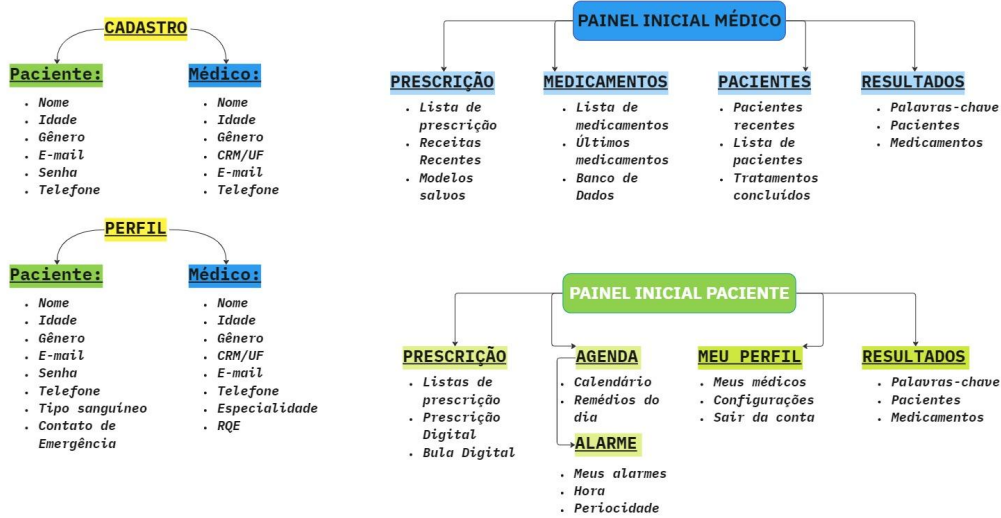 CADASTRO
Paciente:
• Nome
• Idade
• Gênero
• E-mail
• Senha
• Telefone
Médico:
• Nome
• Idade
• Gênero
• CRM/UF
• E-mail
• Telefone
PERFIL
Paciente:
• Nome
• Idade
• Gênero
• E-mail
• Senha
• Telefone
• Tipo sanguíneo
• Contato de
Emergência
Médico:
• Nome
• Idade
• Gênero
• CRM/UF
• E-mail
• Telefone
• Especialidade
• RQE
PAINEL INICIAL MÉDICO
PRESCRIÇÃO
• Lista de
prescrição
• Receitas
Recentes
• Modelos
salvos
MEDICAMENTOS
• Lista de
medicamentos
• Últimos
medicamentos
• Banco de
Dados
PACIENTES
• Pacientes
recentes
• Lista de
pacientes
• Tratamentos
concluídos
RESULTADOS
• Palavras-chave
• Pacientes
• Medicamentos
PAINEL INICIAL PACIENTE
PRESCRIÇÃO
• Listas de
prescrição
• Prescrição
Digital
• Bula Digital
AGENDA
• Calendário
• Remédios do
dia
ALARME
• Meus alarmes
• Hora
• Periocidade
MEU PERFIL
• Meus médicos
• Configurações
• Sair da conta
RESULTADOS
• Palavras-chave
• Pacientes
• Medicamentos